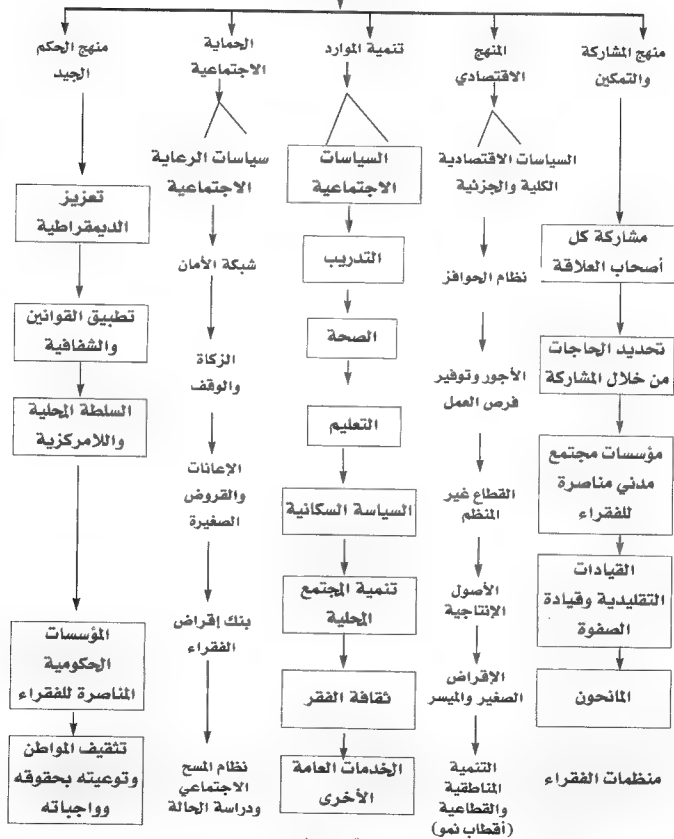 منهج المشاركة
والتمكين
مشاركة كل
أصحاب العلاقة
تحديد الحاجات
من خلال المشاركة
مؤسسات مجتمع
مدني مناصرة
للفقراء
القيادات
التقليدية وقيادة
الصفوة
المانحون
منظمات الفقراء
المنهج
الاقتصادي
السياسات الاقتصادية
الكلية والجزئية
نظام الحوافز
الأجور وتوفير
فرص العمل
القطاع غير
المنظم
الأصول
الإنتاجية
الإقراض
الصغير والميسر
التنمية
المناطقية
والقطاعية
(أقطاب نمو)
تنمية الموارد
السياسات
الاجتماعية
التدريب
الصحة
التعليم
السياسة السكانية
تنمية المجتمع
المحلية
ثقافة الفقر
الخدمات العامة
الأخرى
الحماية
الاجتماعية
سياسات الرعاية
الاجتماعية
شبكة الأمان
الزكاة
والوقف
الإعانات
والقروض
الصغيرة
بنك إقراض
الفقراء
نظام المسح
الاجتماعي
ودراسة الحالة
منهج الحكم
الجيد
تعزيز
الديمقراطية
تطبيق القوانين
والشفافية
السلطة المحلية
واللامركزية
المؤسسات
الحكومية
المناصرة للفقراء
تثقيف المواطن
وتوعيته بحقوقه
وواجباته